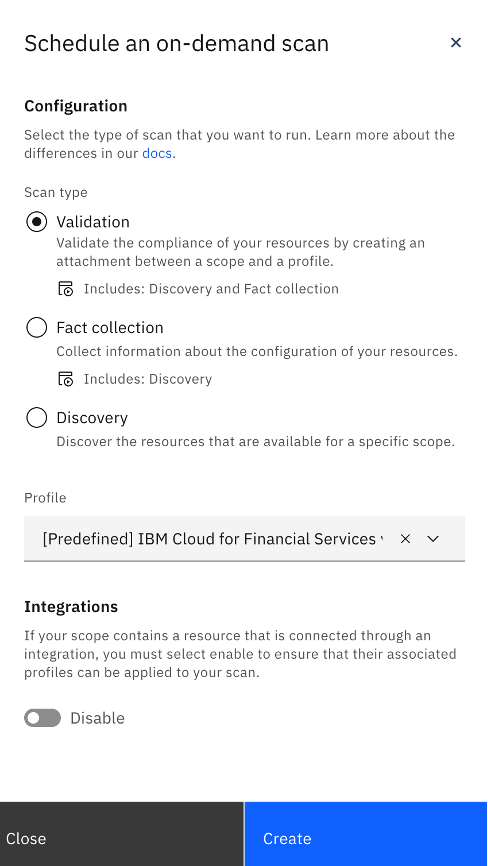 Schedule an on-demand scan
Configuration
Select the type of scan that you want to run. Learn more about the
differences in our docs.
Scan type
Validation
Validate the compliance of your resources by creating an
attachment between a scope and a profile.
Includes: Discovery and Fact collection
Fact collection
Collect information about the configuration of your resources.
Includes: Discovery
Discovery
Discover the resources that are available for a specific scope.
Profile
[Predefined] IBM Cloud for Financial Services
Integrations
If your scope contains a resource that is connected through an
integration, you must select enable to ensure that their associated
profiles can be applied to your scan.
Disable
Close
Create